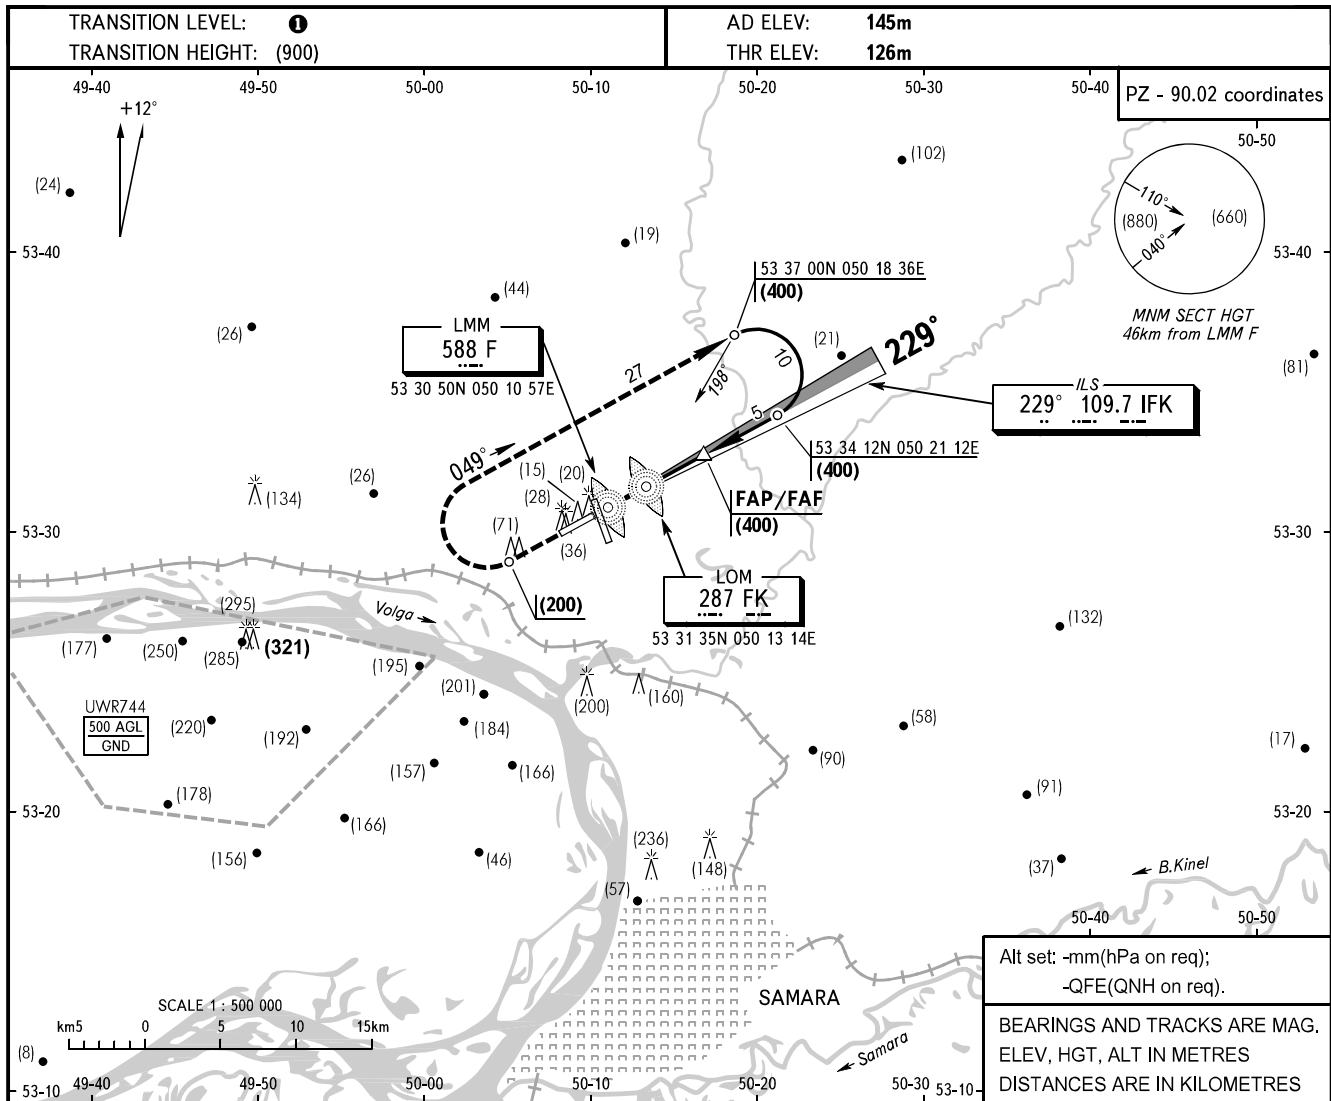 TRANSITION LEVEL: ❶
TRANSITION HEIGHT: (900)
AD ELEV: 145m
THR ELEV: 126m
49-40 49-50 50-00 50-10 50-20 50-30 50-40
PZ - 90.02 coordinates
50-50
+12°
(24)
(102)
110°
(880)
(660)
040°
(19)
53-40
53-40
53 37 00N 050 18 36E
(400)
(44)
MNM SECT HGT
46km from LMM F
(26)
LMM
588 F
53 30 50N 050 10 57E
(21)
229°
(81)
10
27
198°
ILS
229° 109.7 IFK
5
53 34 12N 050 21 12E
(400)
049°
(26)
(134)
(15)
(20)
(28)
FAP/FAF
(400)
53-30
53-30
(71)
(36)
LOM
287 FK
53 31 35N 050 13 14E
(200)
Volga
(295)
(177)
(250)
(285)
(321)
(132)
(195)
(201)
(200)
(160)
UWR744
500 AGL
GND
(220)
(192)
(184)
(58)
(17)
(90)
(157)
(166)
(91)
(178)
53-20
53-20
(166)
(156)
(46)
(236)
(148)
(37)
B.Kinel
(57)
50-40 50-50
Alt set: -mm(hPa on req);
-QFE(QNH on req).
SAMARA
SCALE 1 : 500 000
km5 0 5 10 15km
BEARINGS AND TRACKS ARE MAG.
ELEV, HGT, ALT IN METRES
DISTANCES ARE IN KILOMETRES
Samara
(8)
53-10 49-40 49-50 50-00 50-10 50-20 50-30 53-10